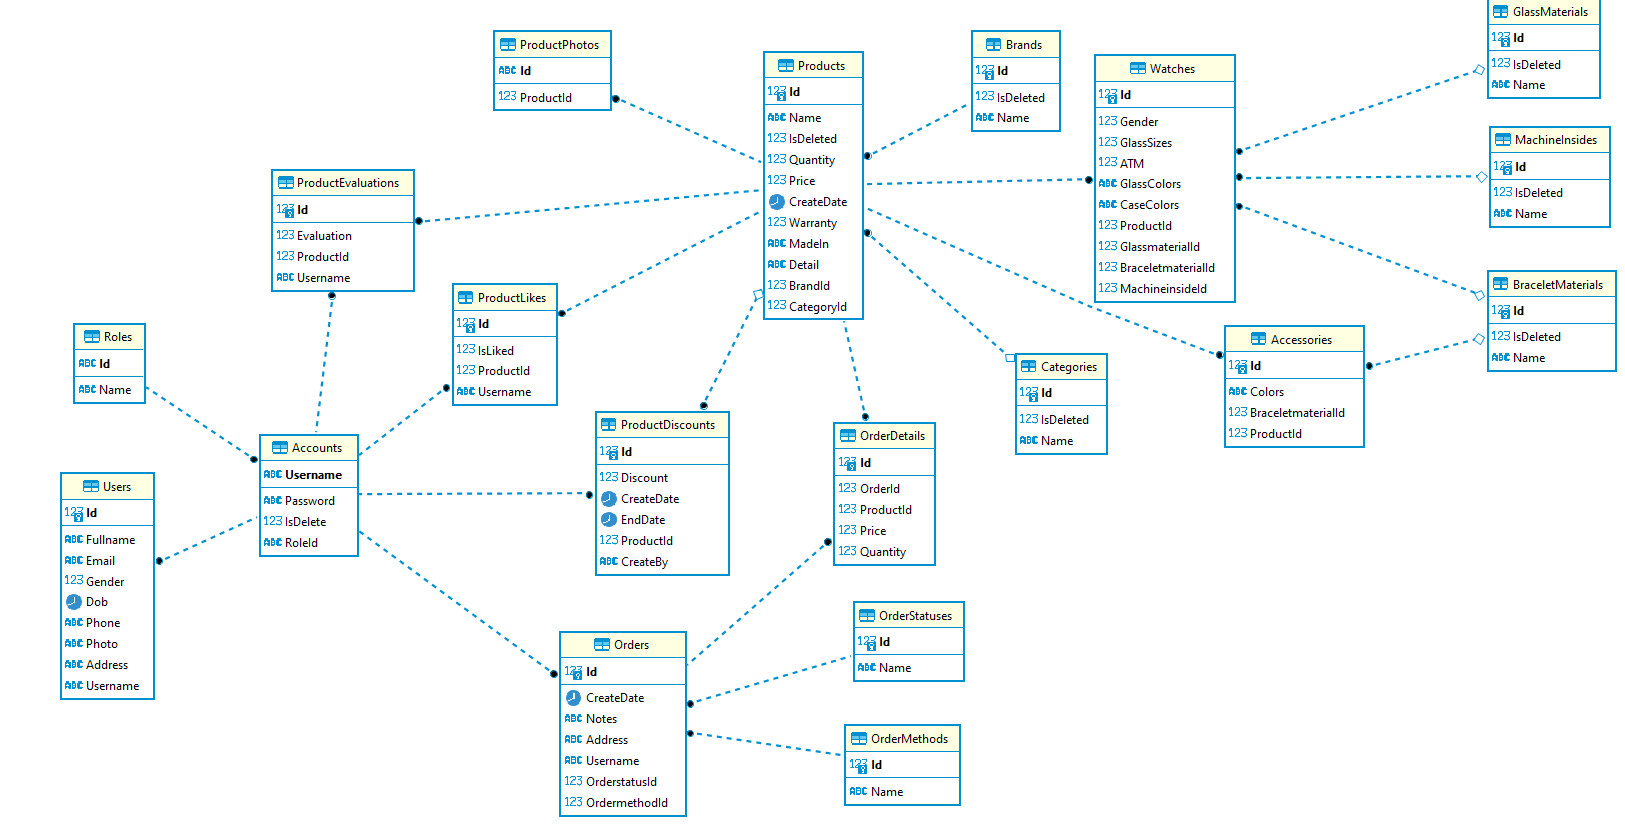 ProductPhotos
ABC Id
123 ProductId
Products
123 Id
ABC Name
123 IsDeleted
123 Quantity
123 Price
CreateDate
123 Warranty
ABC MadeIn
ABC Detail
123 BrandId
123 CategoryId
Brands
123 Id
123 IsDeleted
ABC Name
Watches
123 Id
123 Gender
123 GlassSizes
123 ATM
ABC GlassColors
ABC CaseColors
123 ProductId
123 GlassmaterialId
123 BraceletmaterialId
123 MachineinsideId
GlassMaterials
123 Id
123 IsDeleted
ABC Name
MachineInsides
123 Id
123 IsDeleted
ABC Name
ProductEvaluations
123 Id
123 Evaluation
123 ProductId
ABC Username
ProductLikes
123 Id
123 IsLiked
123 ProductId
ABC Username
BraceletMaterials
123 Id
123 IsDeleted
ABC Name
Roles
ABC Id
ABC Name
Accessories
123 Id
ABC Colors
123 BraceletmaterialId
123 ProductId
Categories
123 Id
123 IsDeleted
ABC Name
Accounts
ABC Username
ABC Password
123 IsDelete
ABC RoleId
ProductDiscounts
123 Id
123 Discount
CreateDate
EndDate
123 ProductId
ABC CreateBy
OrderDetails
123 Id
123 OrderId
123 ProductId
123 Price
123 Quantity
Users
123 Id
ABC Fullname
ABC Email
123 Gender
Dob
ABC Phone
ABC Photo
ABC Address
ABC Username
Orders
123 Id
CreateDate
ABC Notes
ABC Address
ABC Username
123 OrderstatusId
123 OrdermethodId
OrderStatuses
123 Id
ABC Name
OrderMethods
123 Id
ABC Name